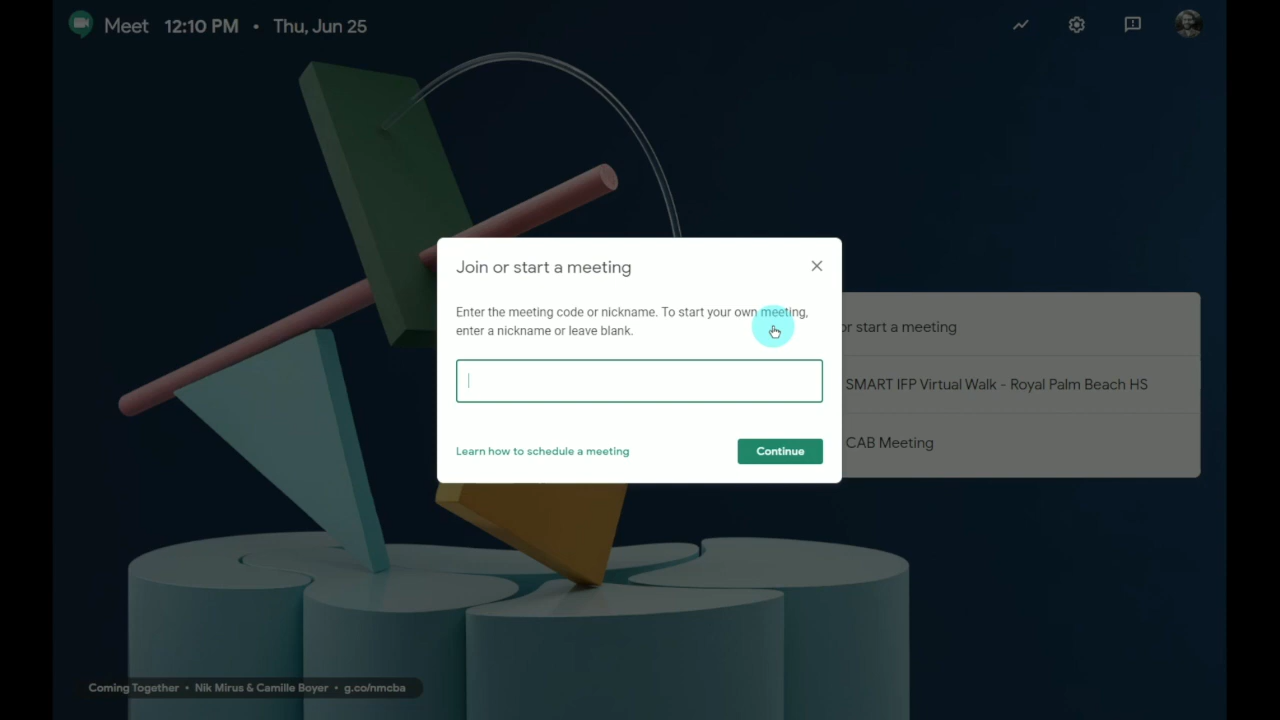 Meet 12:10 PM • Thu, Jun 25
Join or start a meeting
Enter the meeting code or nickname. To start your own meeting,
enter a nickname or leave blank.
Learn how to schedule a meeting
Continue
or start a meeting
SMART IFP Virtual Walk - Royal Palm Beach HS
CAB Meeting
Coming Together • Nik Mirus & Camille Boyer • g.co/nmcba